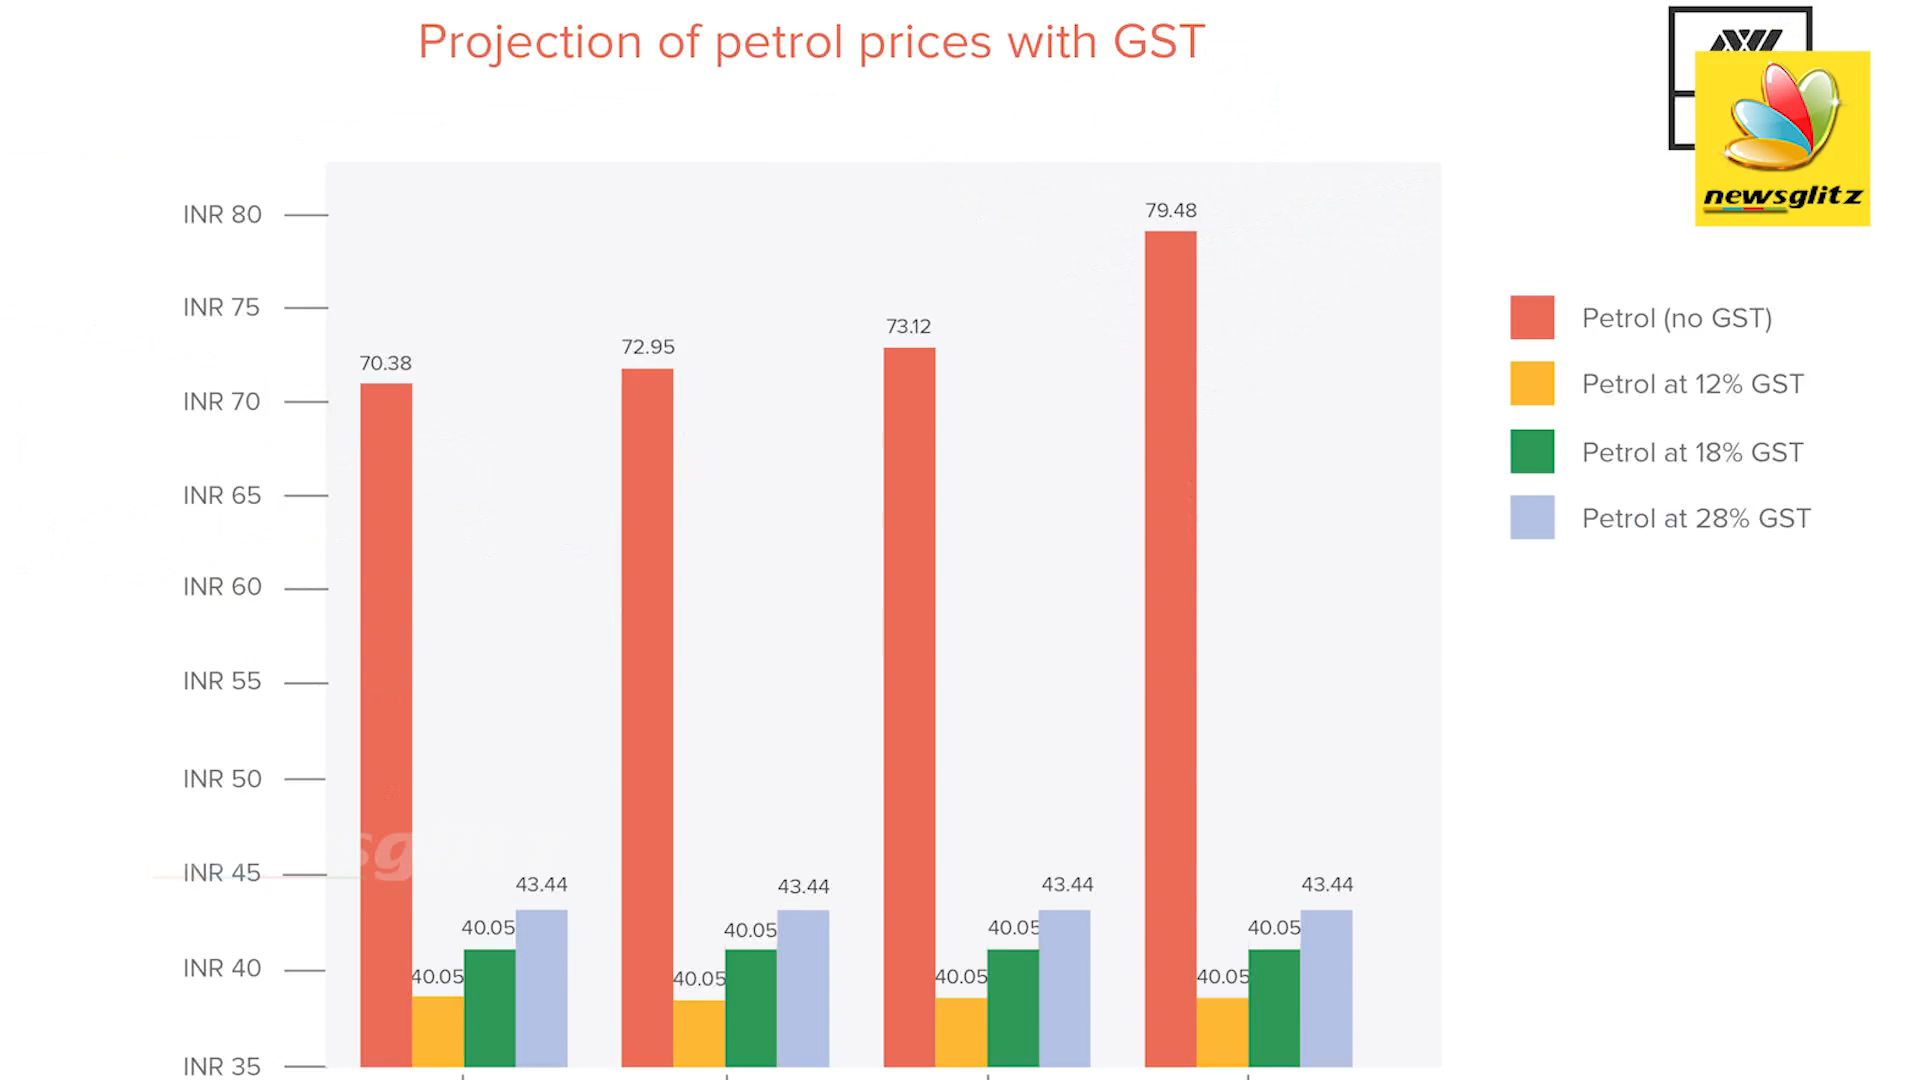 Projection of petrol prices with GST
newsglitz
INR 80
INR 75
INR 70
INR 65
INR 60
INR 55
INR 50
INR 45
INR 40
INR 35
70.38
40.05
40.05
43.44
72.95
40.05
40.05
43.44
73.12
40.05
40.05
43.44
79.48
40.05
40.05
43.44
Petrol (no GST)
Petrol at 12% GST
Petrol at 18% GST
Petrol at 28% GST